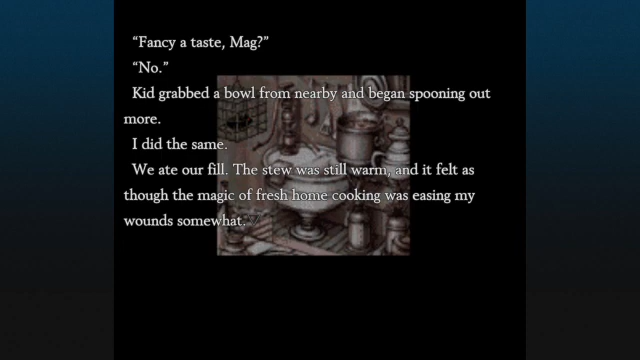 “Fancy a taste, Mag?”
“No.”
Kid grabbed a bowl from nearby and began spooning out
more.
I did the same.
We ate our fill. The stew was still warm, and it felt as
though the magic of fresh home cooking was easing my
wounds somewhat.